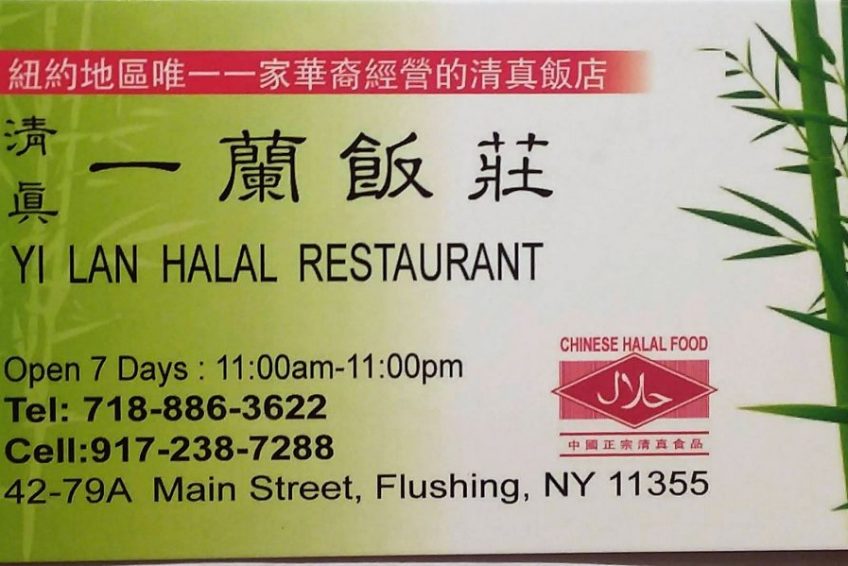 紐約地區唯一一家華裔經營的清真飯店
清真
一蘭飯莊
YI LAN HALAL RESTAURANT
Open 7 Days : 11:00am-11:00pm
Tel: 718-886-3622
Cell:917-238-7288
42-79A Main Street, Flushing, NY 11355
CHINESE HALAL FOOD
حلال
中國正宗清真食品